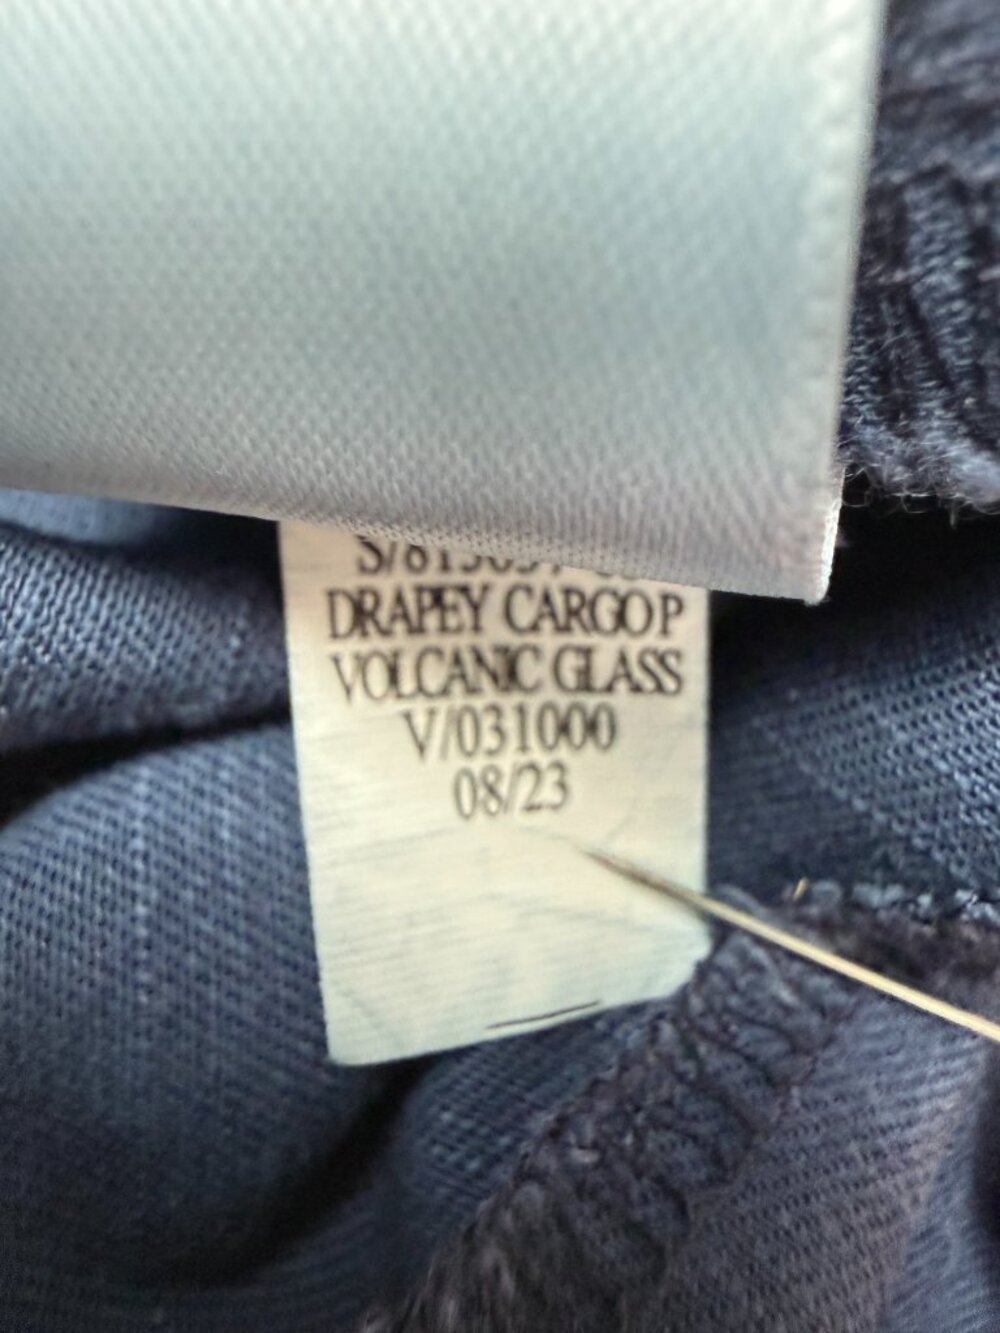 DRAPEY CARGO P
VOLCANIC GLASS
V/031000
08/23